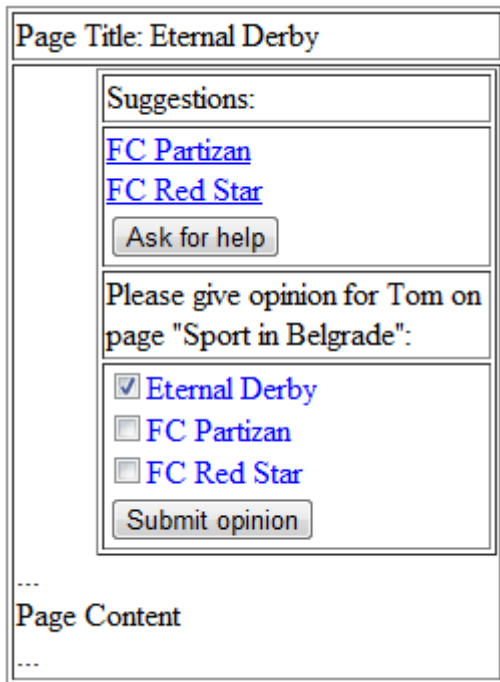 Page Title: Eternal Derby
Suggestions:
FC Partizan
FC Red Star
Ask for help
Please give opinion for Tom on
page "Sport in Belgrade":
Eternal Derby
FC Partizan
FC Red Star
Submit opinion
...
Page Content
...